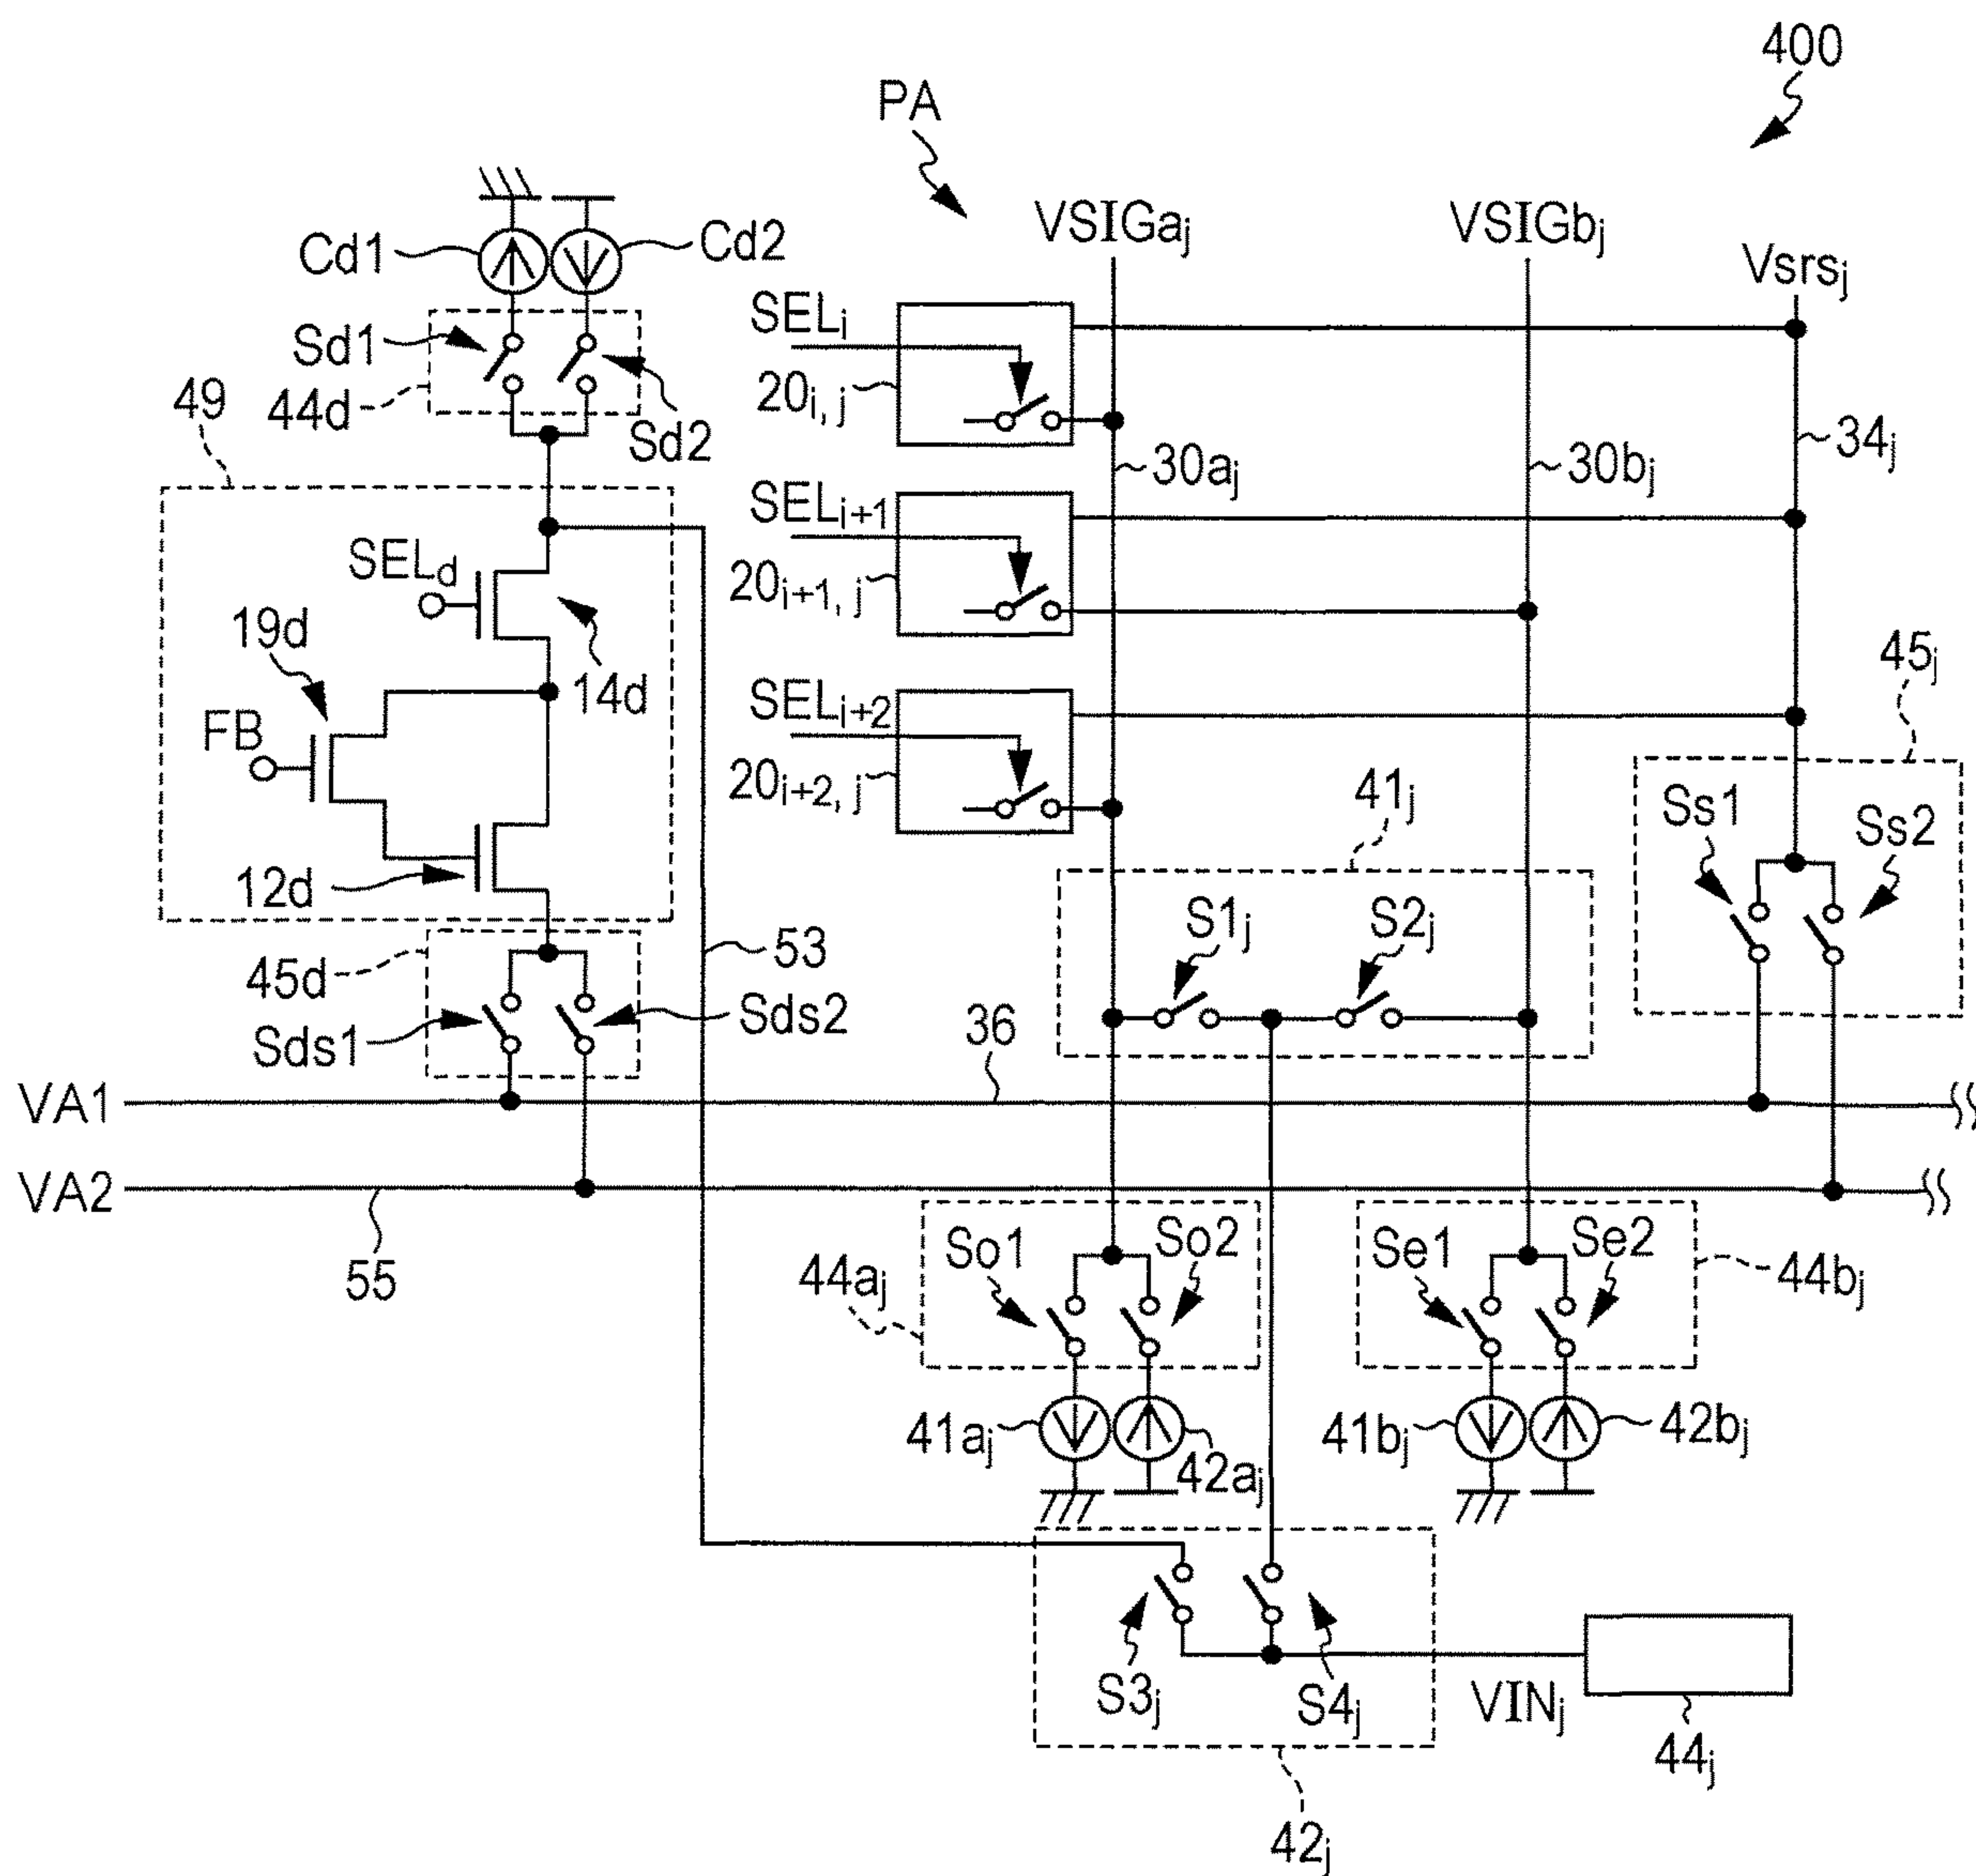 400
PA
VSIGaj
VSIGbj
Vsrsj
Cd1
Cd2
SELi
Sd1
20i, j
49
44d
Sd2
30aj
30bj
34j
SELi+1
SELd
20i+1, j
19d
14d
45j
SELi+2
FB
20i+2, j
41j
Ss1
Ss2
12d
S1j
S2j
53
45d
Sds2
Sds1
36
VA1
VA2
So1
So2
Se1
Se2
55
44aj
44bj
41aj
42aj
41bj
42bj
S3j
S4j
VINj
44j
42j